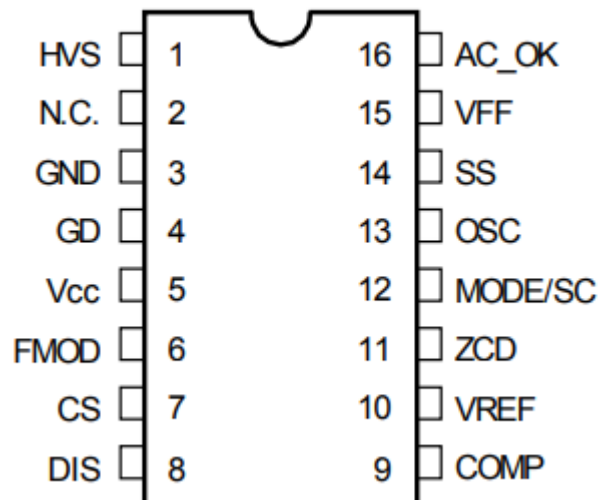 HVS 1 16 AC_OK
N.C. 2 15 VFF
GND 3 14 SS
GD 4 13 OSC
Vcc 5 12 MODE/SC
FMOD 6 11 ZCD
CS 7 10 VREF
DIS 8 9 COMP